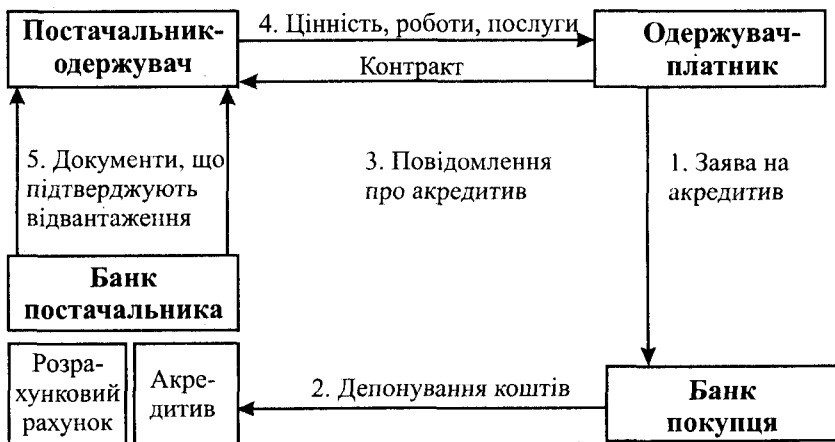 Постачальник-
одержувач
4. Цінність, роботи, послуги
Контракт
Одержувач-
платник
5. Документи, що
підтверджують
відвантаження
3. Повідомлення
про акредитив
1. Заява на
акредитив
Банк
постачальника
Розра-
хунковий
рахунок
Акре-
дитив
2. Депонування коштів
Банк
покупця